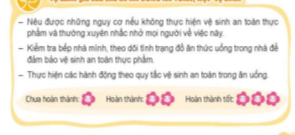 – Nêu được những nguy cơ nếu không thực hiện vệ sinh an toàn thực
phẩm và thường xuyên nhắc nhở mọi người về việc này.
– Kiểm tra bếp nhà mình, theo dõi tình trạng đồ ăn thức uống trong nhà để
đảm bảo vệ sinh an toàn thực phẩm.
– Thực hiện các hành động theo quy tắc vệ sinh an toàn trong ăn uống.
Chưa hoàn thành: Hoàn thành: Hoàn thành tốt: